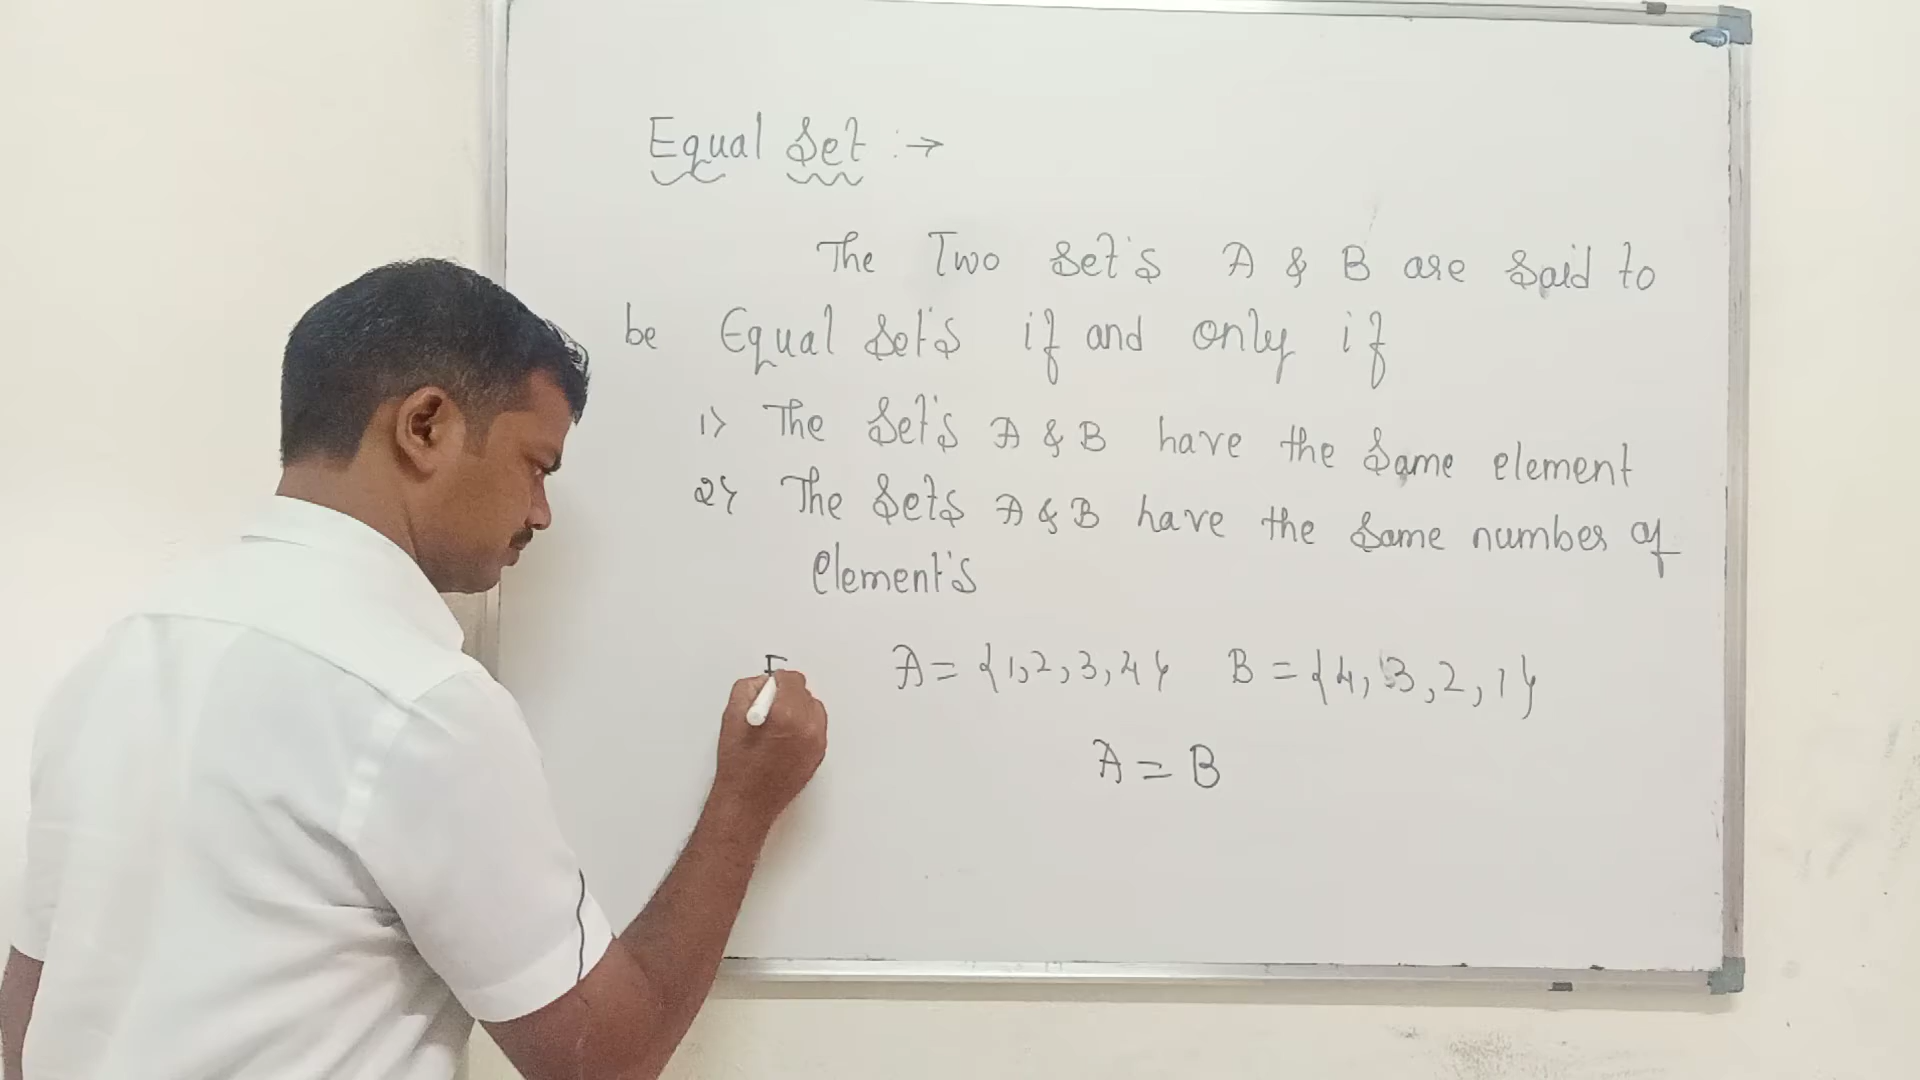 Equal Set :→
The Two Set's A & B are Said to
be Equal Set's if and only if
1) The Set's A & B have the Same element
2) The Sets A & B have the Same number of
Element's
A = {1,2,3,4} B = {4,3,2,1}
A = B